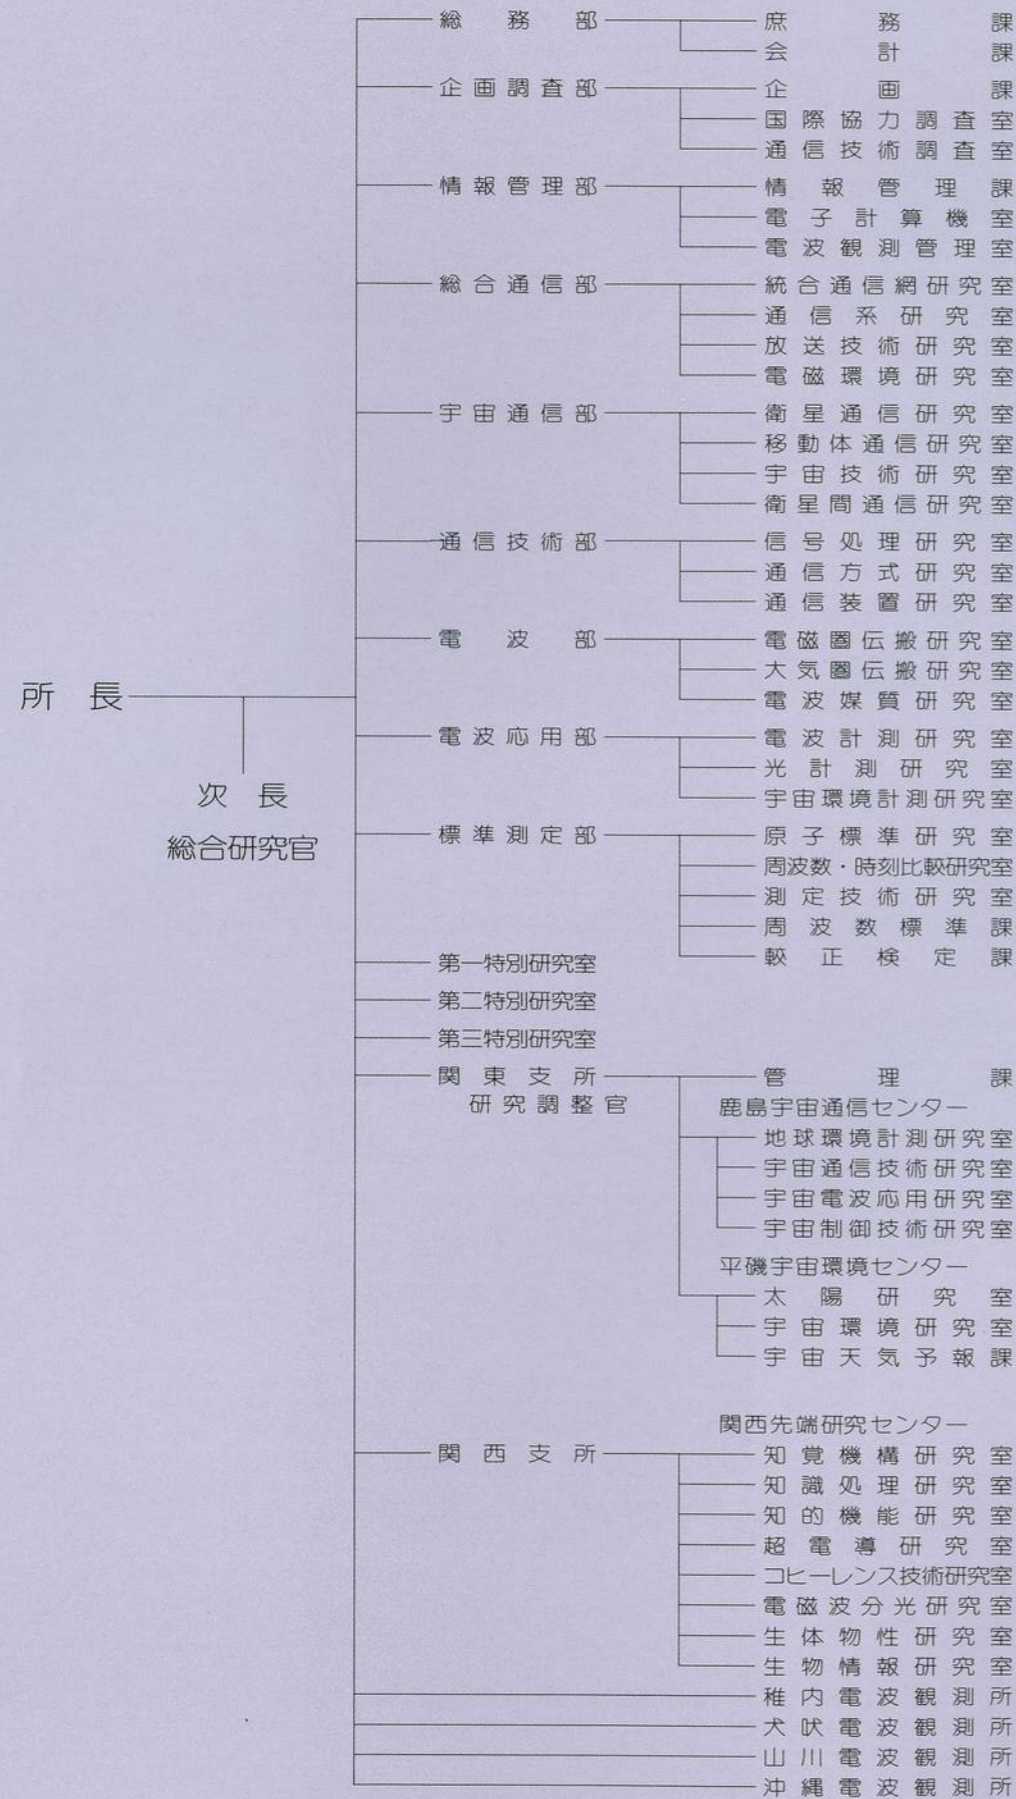 所長
次長
総合研究官
総務部
庶務課
会計課
企画調査部
企画課
国際協力調査室
通信技術調査室
情報管理部
情報管理課
電子計算機室
電波観測管理室
総合通信部
統合通信網研究室
通信系研究室
放送技術研究室
電磁環境研究室
宇宙通信部
衛星通信研究室
移動体通信研究室
宇宙技術研究室
衛星間通信研究室
通信技術部
信号処理研究室
通信方式研究室
通信装置研究室
電波部
電磁圏伝搬研究室
大気圏伝搬研究室
電波媒質研究室
電波応用部
電波計測研究室
光計測研究室
宇宙環境計測研究室
標準測定部
原子標準研究室
周波数・時刻比較研究室
測定技術研究室
周波数標準課
較正検定課
第一特別研究室
第二特別研究室
第三特別研究室
関東支所
研究調整官
管理課
鹿島宇宙通信センター
地球環境計測研究室
宇宙通信技術研究室
宇宙電波応用研究室
宇宙制御技術研究室
平磯宇宙環境センター
太陽研究室
宇宙環境研究室
宇宙天気予報課
関西支所
関西先端研究センター
知覚機構研究室
知識処理研究室
知的機能研究室
超電導研究室
コヒーレンス技術研究室
電磁波分光研究室
生体物性研究室
生物情報研究室
稚内電波観測所
犬吠電波観測所
山川電波観測所
沖縄電波観測所